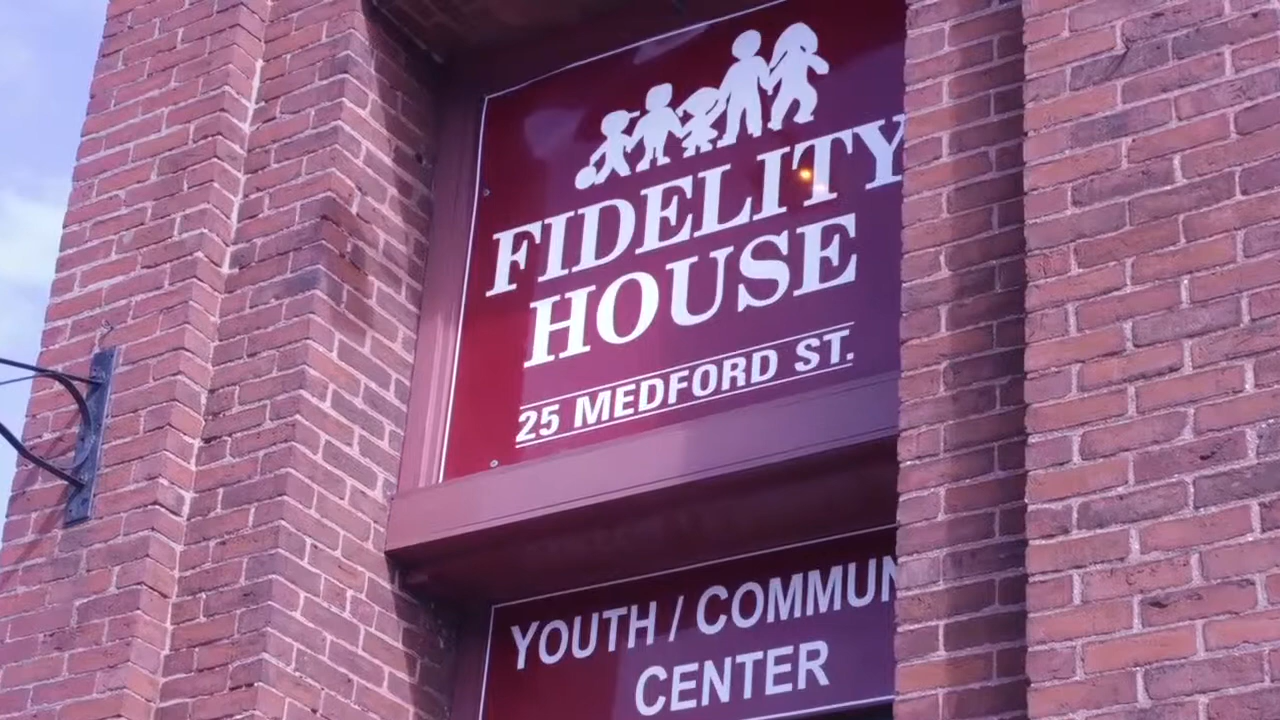 FIDELITY
HOUSE
25 MEDFORD ST.
YOUTH / COMMUN
CENTER